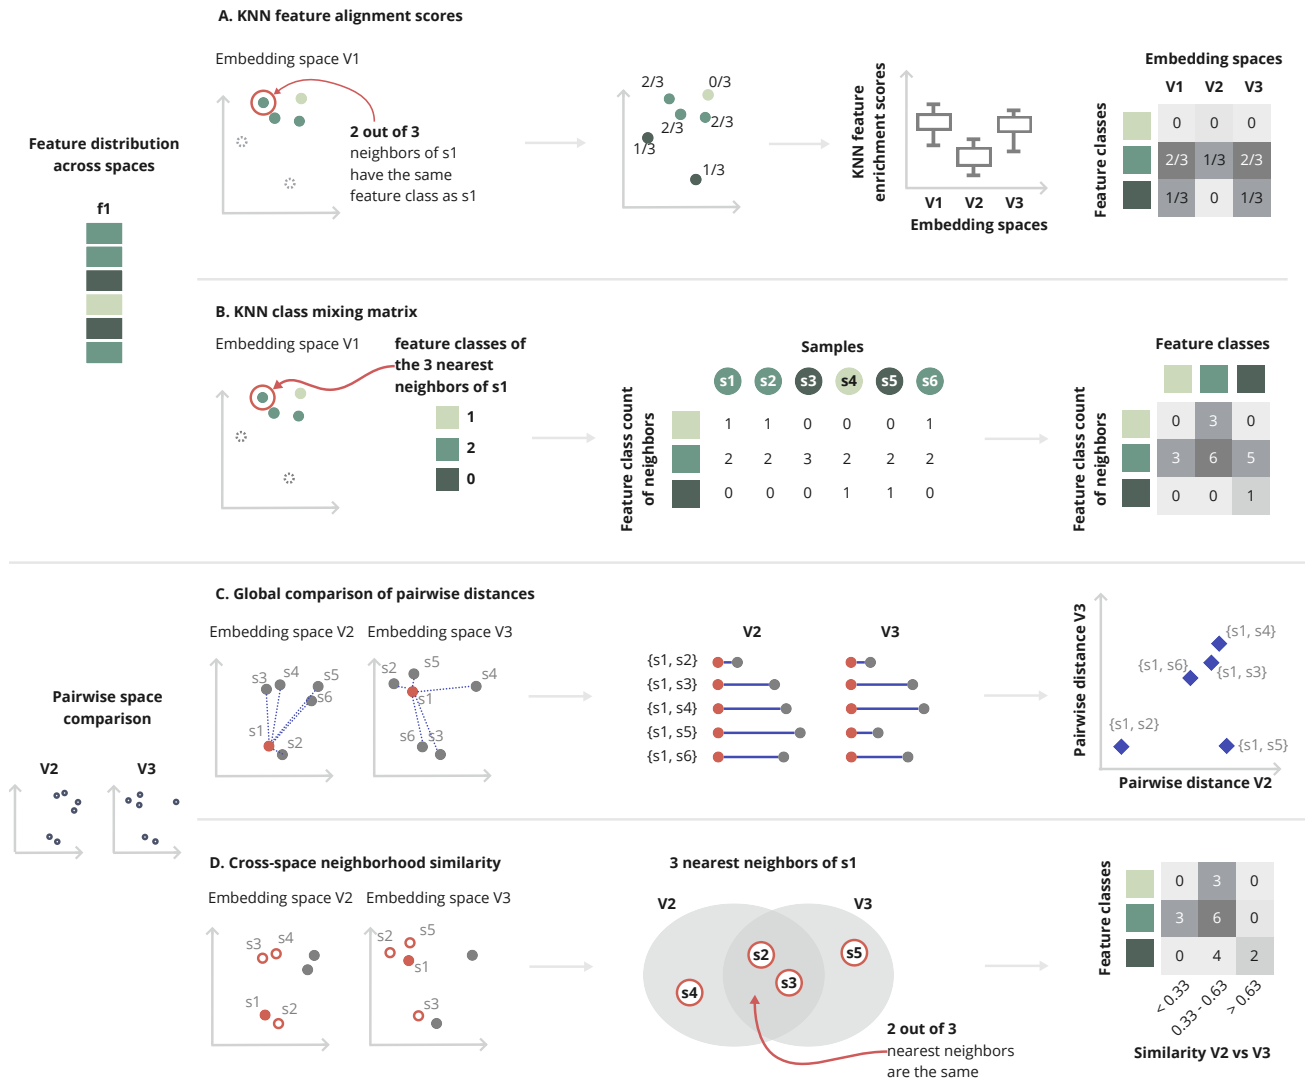 A. KNN feature alignment scores
Embedding space V1
2 out of 3
neighbors of s1
have the same
feature class as s1
2/3
0/3
2/3
2/3
1/3
1/3
KNN feature
enrichment scores
V1 V2 V3
Embedding spaces
Embedding spaces
V1 V2 V3
Feature classes
0 0 0
2/3 1/3 2/3
1/3 0 1/3
Feature distribution
across spaces
f1
B. KNN class mixing matrix
Embedding space V1
feature classes of
the 3 nearest
neighbors of s1
1
2
0
Samples
s1 s2 s3 s4 s5 s6
Feature class count
of neighbors
1 1 0 0 0 1
2 2 3 2 2 2
0 0 0 1 1 0
Feature classes
Feature class count
of neighbors
0 3 0
3 6 5
0 0 1
Pairwise space
comparison
V2 V3
C. Global comparison of pairwise distances
Embedding space V2
s3 s4 s5
s6
s1
s2
Embedding space V3
s5
s2
s4
s1
s6 s3
V2 V3
{s1, s2}
{s1, s3}
{s1, s4}
{s1, s5}
{s1, s6}
Pairwise distance V3
{s1, s4}
{s1, s6}
{s1, s3}
{s1, s2}
{s1, s5}
Pairwise distance V2
D. Cross-space neighborhood similarity
Embedding space V2
s3 s4
s1
s2
Embedding space V3
s5
s2
s1
s3
3 nearest neighbors of s1
V2 V3
s2
s5
s3
s4
2 out of 3
nearest neighbors
are the same
Feature classes
0 3 0
3 6 0
0 4 2
< 0.33
0.33 - 0.63
> 0.63
Similarity V2 vs V3